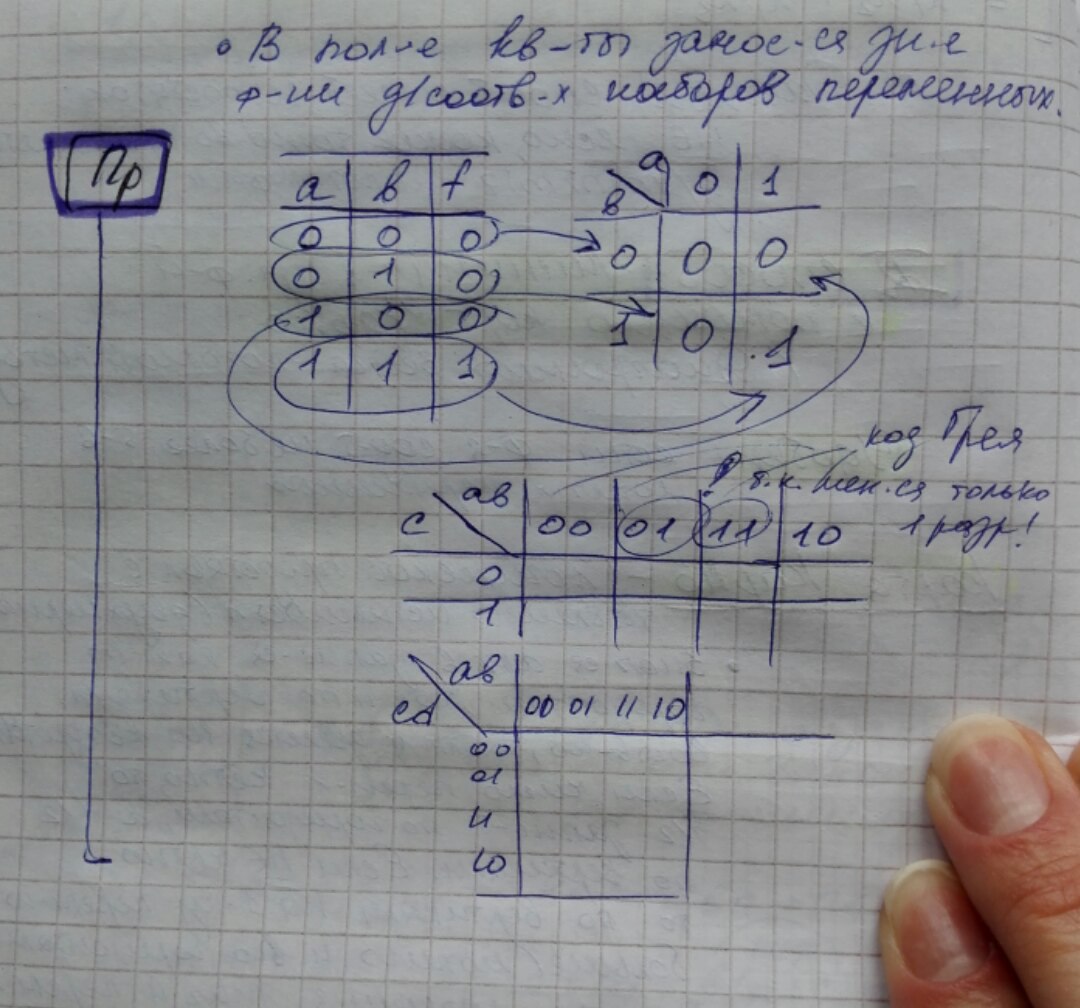 • В пол-е кв-ты занос-ся зн-е
ф-ии д/соотв-х наборов переменных.
Пр
a b f
0 0 0
0 1 0
1 0 0
1 1 1
a 0 1
b
0 0 0
1 0 1
код Грея
т.к. мен-ся только
1 разр!
ab
c 00 01 11 10
0
1
ab
cd 00 01 11 10
00
01
11
10